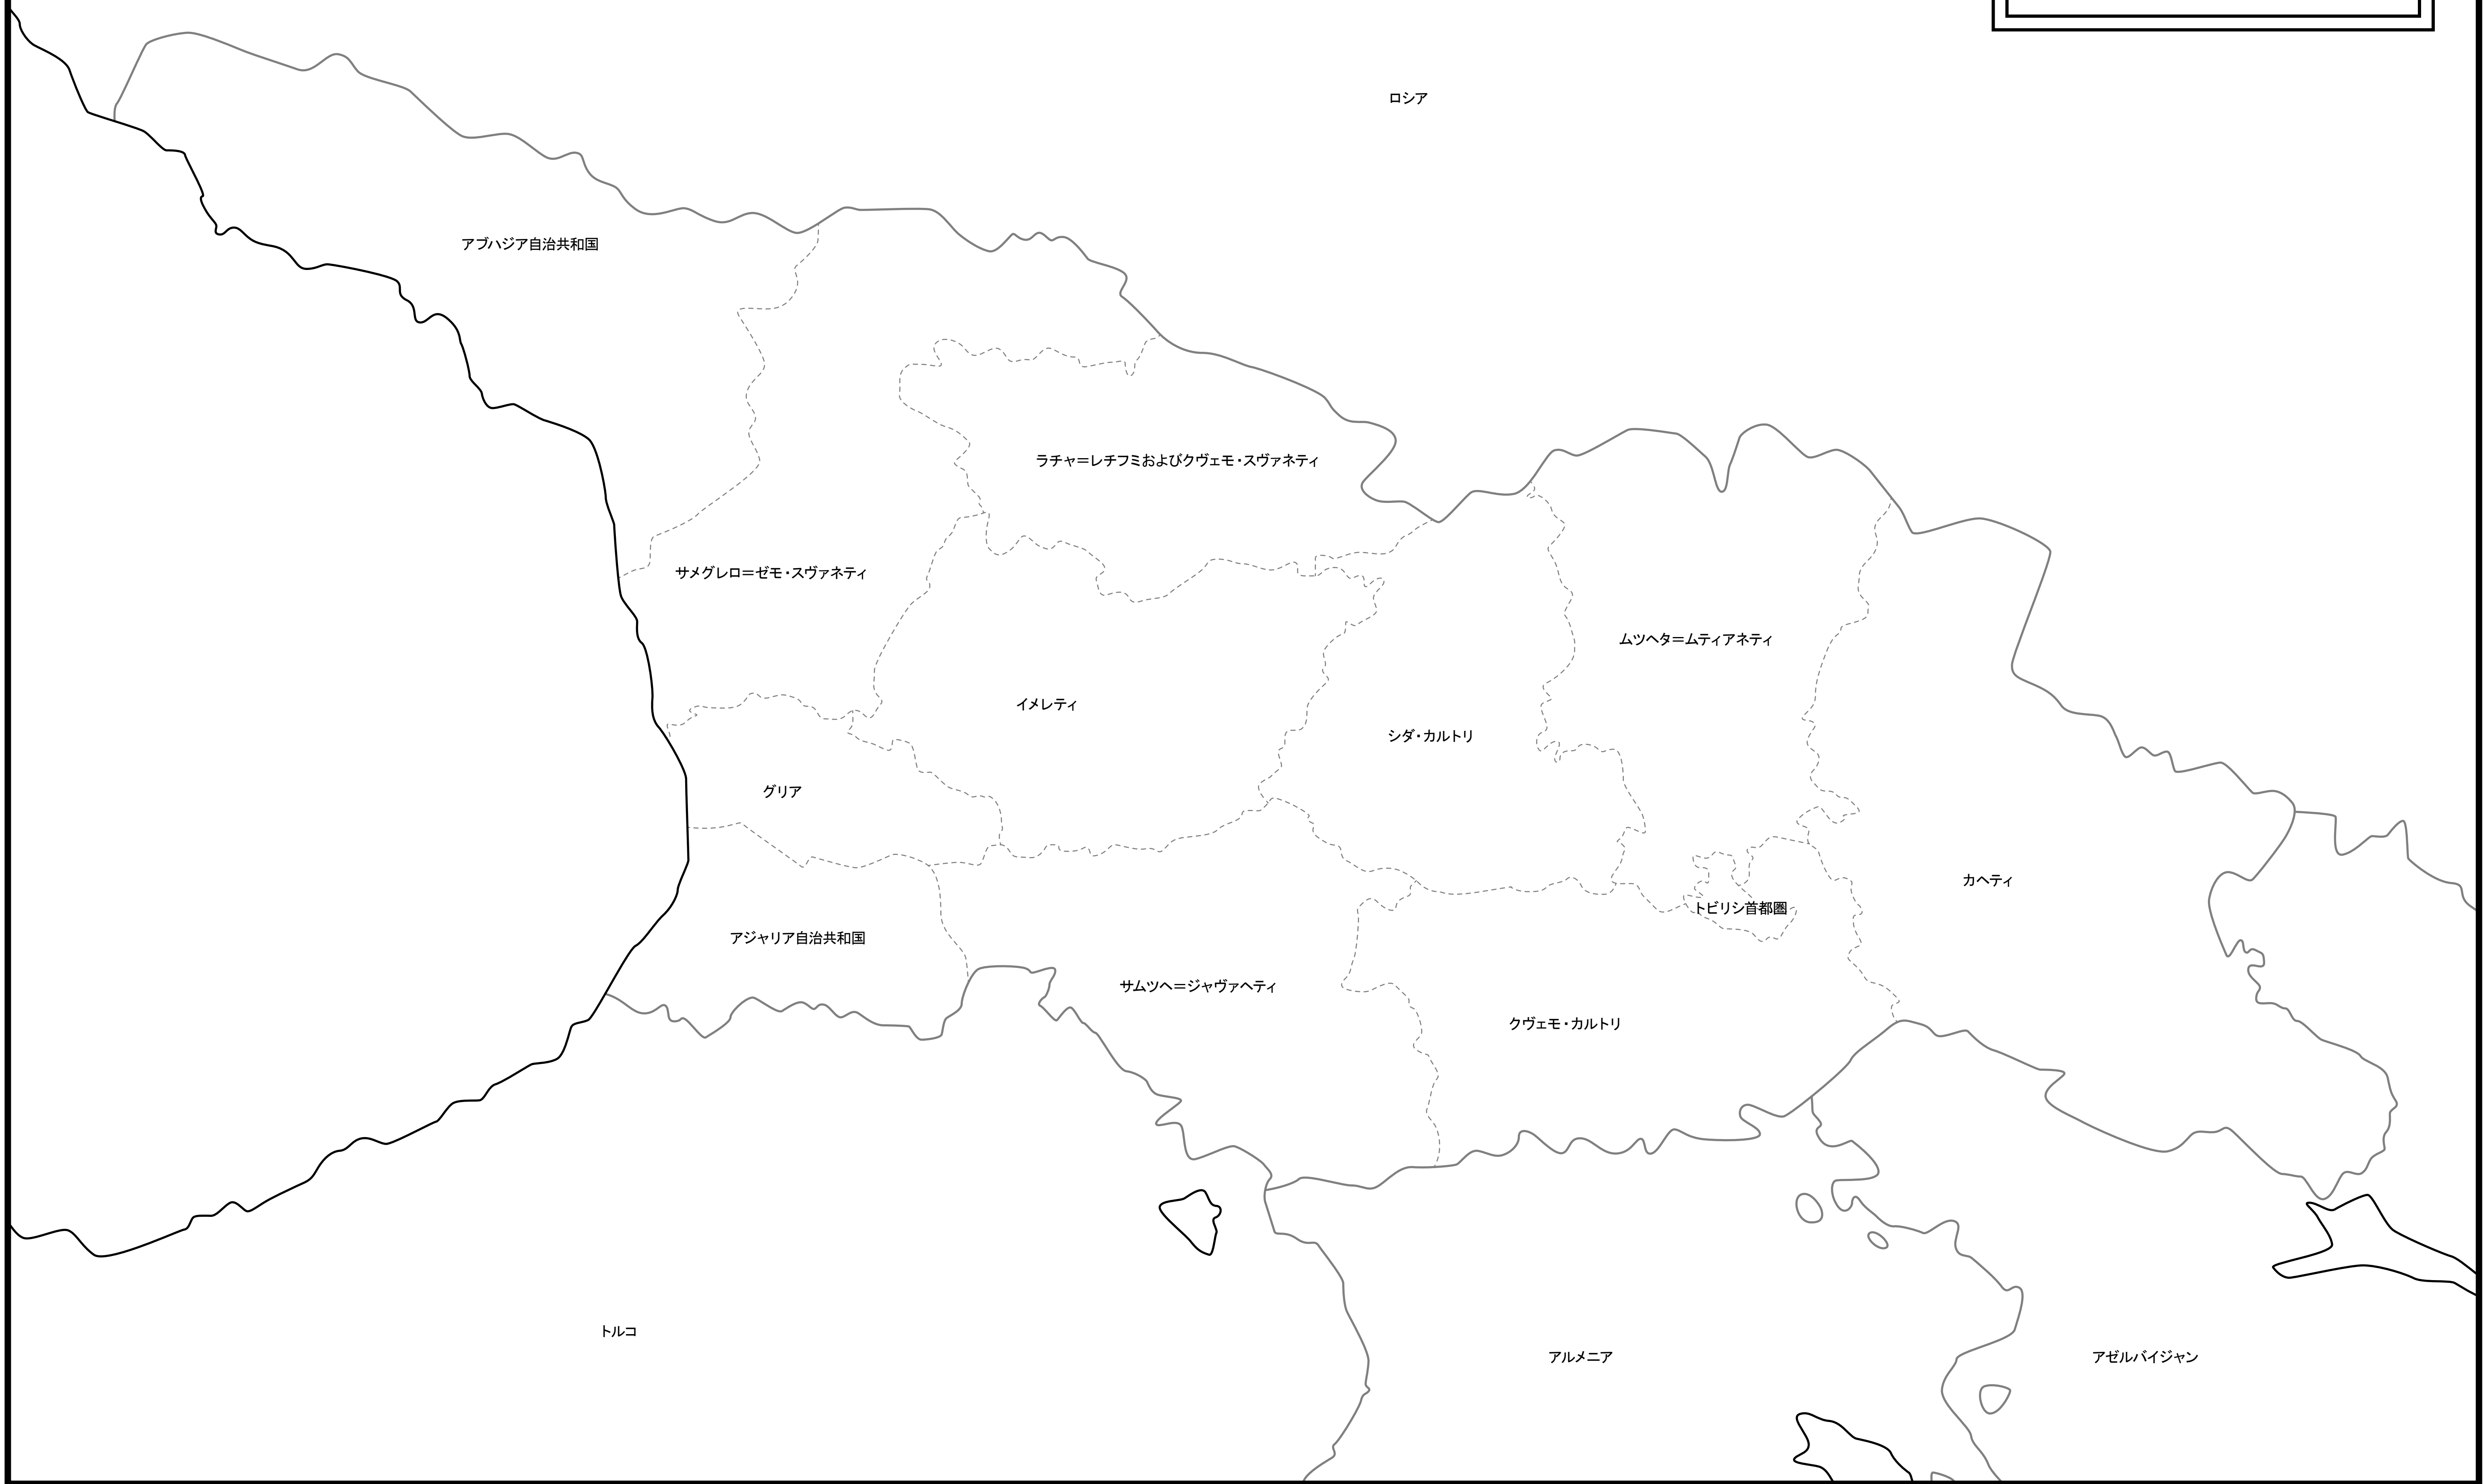 ロシア
アブハジア自治共和国
ラチャ＝レチフミおよびクヴェモ・スヴァネティ
サメグレロ＝ゼモ・スヴァネティ
ムツヘタ＝ムティアネティ
イメレティ
シダ・カルトリ
グリア
カヘティ
トビリシ首都圏
アジャリア自治共和国
サムツヘ＝ジャヴァヘティ
クヴェモ・カルトリ
トルコ
アルメニア
アゼルバイジャン